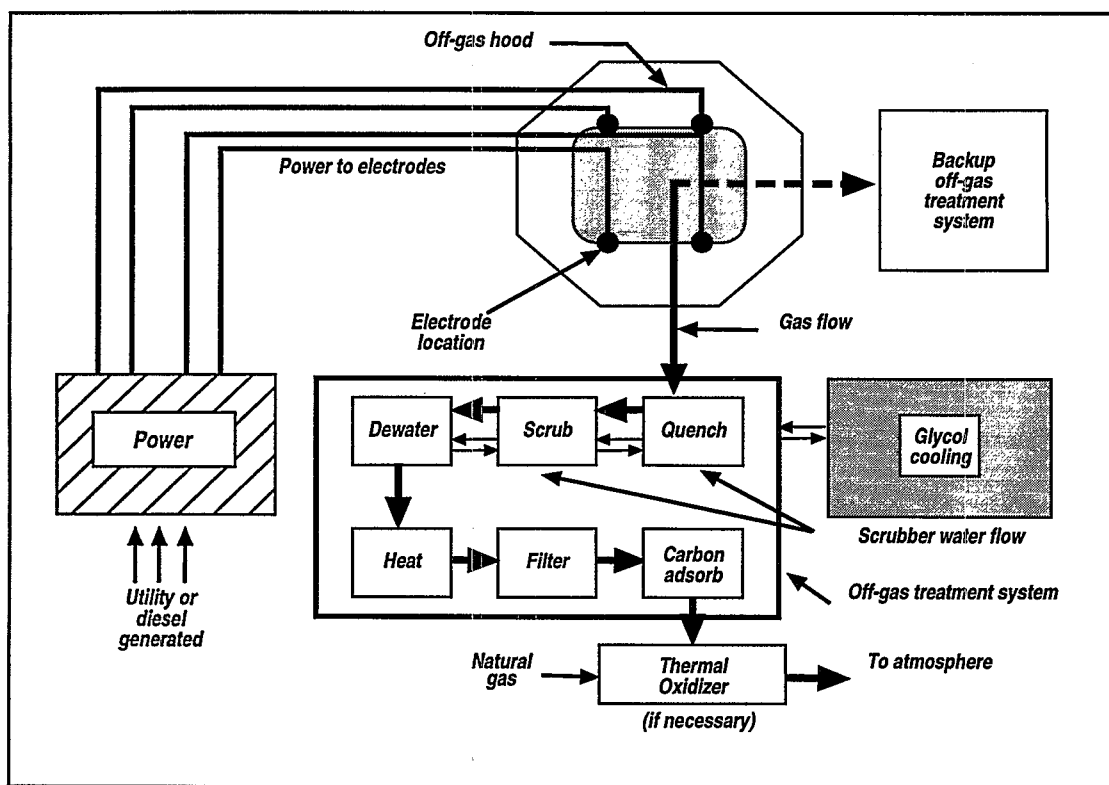 Off-gas hood
Power to electrodes
Backup
off-gas
treatment
system
Electrode
location
Gas flow
Power
Dewater
Scrub
Quench
Glycol
cooling
Scrubber water flow
Heat
Filter
Carbon
adsorb
Off-gas treatment system
Utility or
diesel
generated
Natural
gas
Thermal
Oxidizer
To atmosphere
(if necessary)